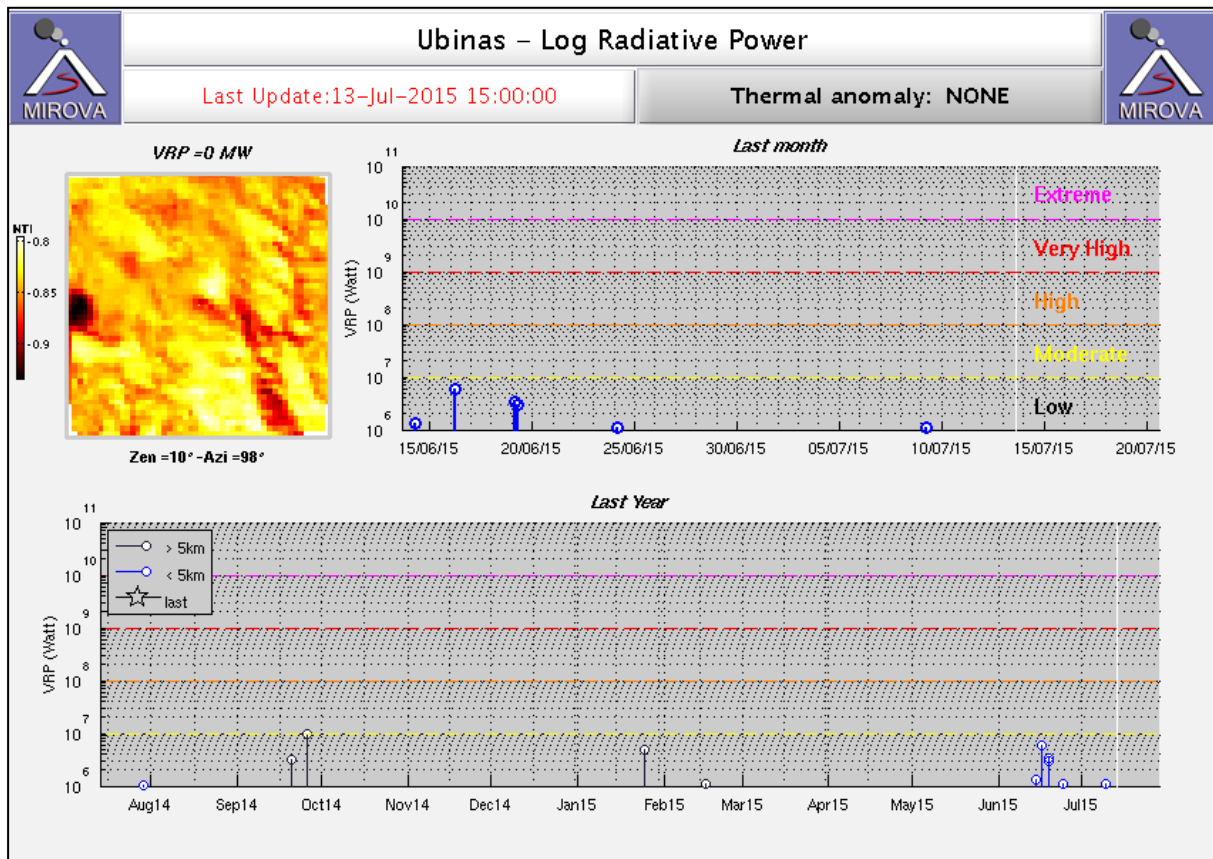 Ubinas – Log Radiative Power
MIROVA
Last Update:13-Jul-2015 15:00:00
Thermal anomaly: NONE
MIROVA
VRP =0 MW
NTI
-0.8
-0.85
-0.9
Zen =10° -Azi =98°
Last month
VRP (Watt)
10 11
10 10
10 9
10 8
10 7
10 6
Extreme
Very High
High
Moderate
Low
15/06/15 20/06/15 25/06/15 30/06/15 05/07/15 10/07/15 15/07/15 20/07/15
Last Year
VRP (Watt)
10 11
10 10
10 9
10 8
10 7
10 6
> 5km
< 5km
last
Aug14 Sep14 Oct14 Nov14 Dec14 Jan15 Feb15 Mar15 Apr15 May15 Jun15 Jul15